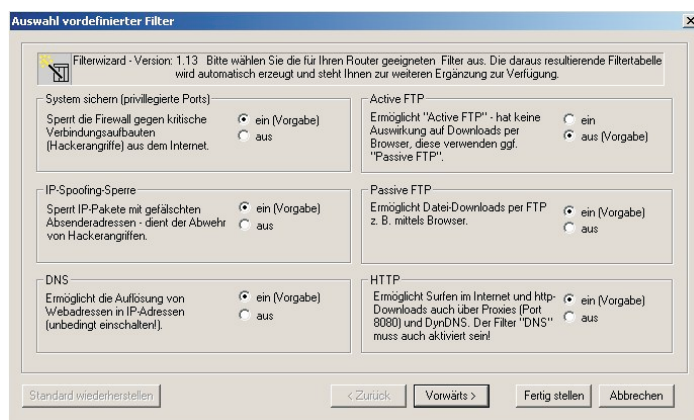 Auswahl vordefinierter Filter
Filterwizard - Version: 1.13 Bitte wählen Sie die für Ihren Router geeigneten Filter aus. Die daraus resultierende Filtertabelle
wird automatisch erzeugt und steht Ihnen zur weiteren Ergänzung zur Verfügung.
System sichern (privillegierte Ports)
Sperrt die Firewall gegen kritische
Verbindungsaufbauten
(Hackerangriffe) aus dem Internet.
ein (Vorgabe)
aus
Active FTP
Ermöglicht "Active FTP" - hat keine
Auswirkung auf Downloads per
Browser, diese verwenden ggf.
"Passive FTP".
ein
aus (Vorgabe)
IP-Spoofing-Sperre
Sperrt IP-Pakete mit gefälschten
Absenderadressen - dient der Abwehr
von Hackerangriffen.
ein (Vorgabe)
aus
Passive FTP
Ermöglicht Datei-Downloads per FTP
z. B. mittels Browser.
ein (Vorgabe)
aus
DNS
Ermöglicht die Auflösung von
Webadressen in IP-Adressen
(unbedingt einschalten!).
ein (Vorgabe)
aus
HTTP
Ermöglicht Surfen im Internet und http-
Downloads auch über Proxies (Port
8080) und DynDNS. Der Filter "DNS"
muss auch aktiviert sein!
ein (Vorgabe)
aus
Standard wiederherstellen
< Zurück
Vorwärts >
Fertig stellen
Abbrechen